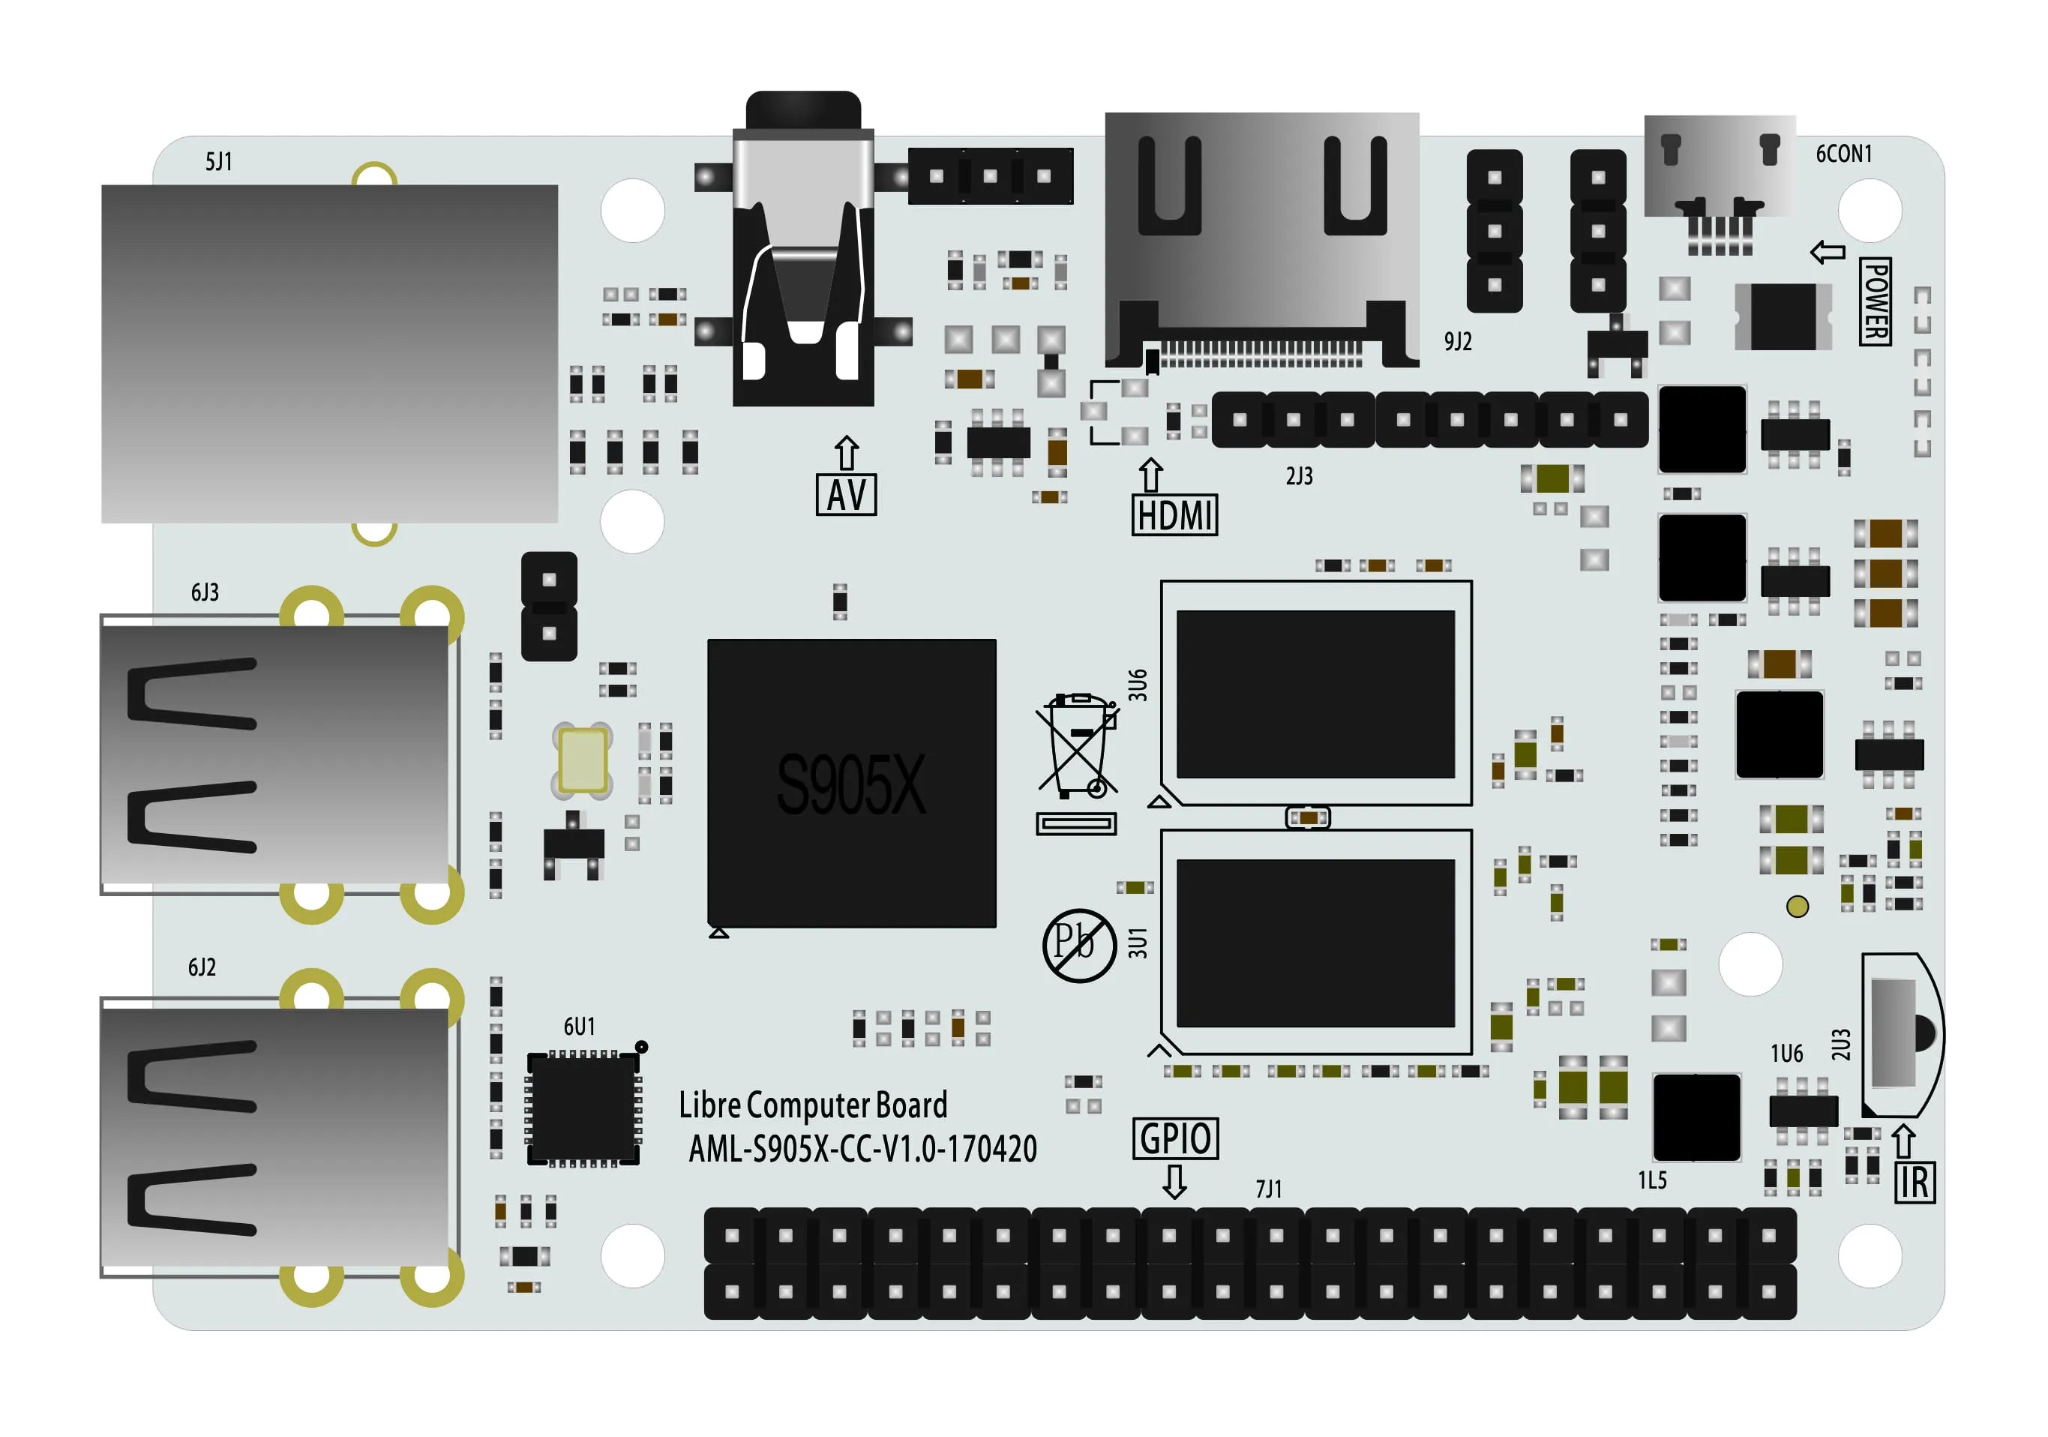 5J1
6CON1
POWER
9J2
AV
2J3
HDMI
6J3
3U6
S905X
Pb
3U1
6J2
6U1
2U3
1U6
Libre Computer Board
AML-S905X-CC-V1.0-170420
GPIO
1L5
IR
7J1